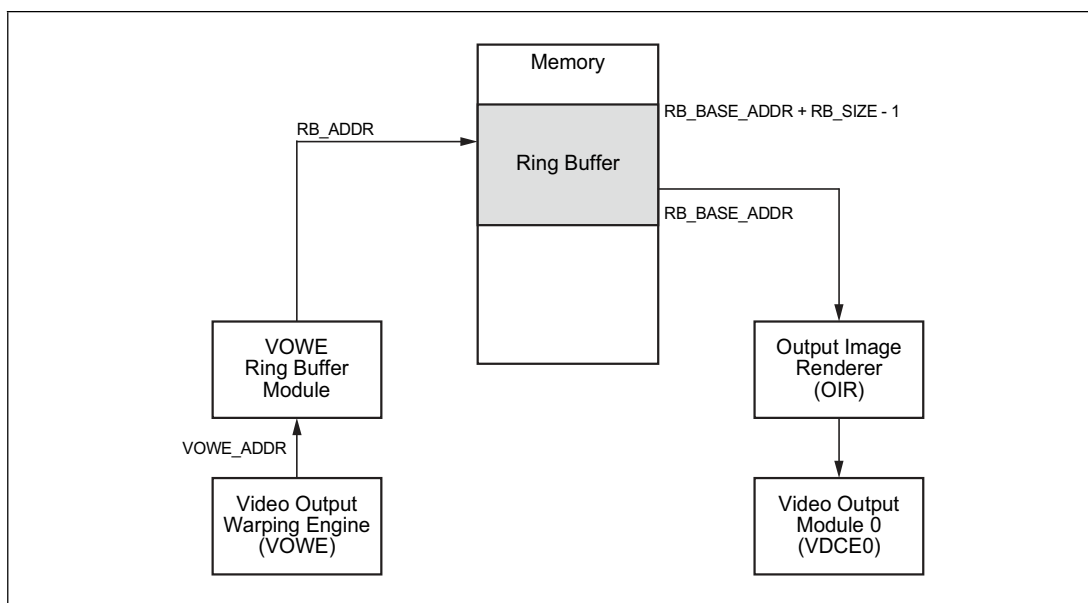 Memory
RB_BASE_ADDR + RB_SIZE - 1
RB_ADDR
Ring Buffer
RB_BASE_ADDR
VOWE
Ring Buffer
Module
Output Image
Renderer
(OIR)
VOWE_ADDR
Video Output
Warping Engine
(VOWE)
Video Output
Module 0
(VDCE0)